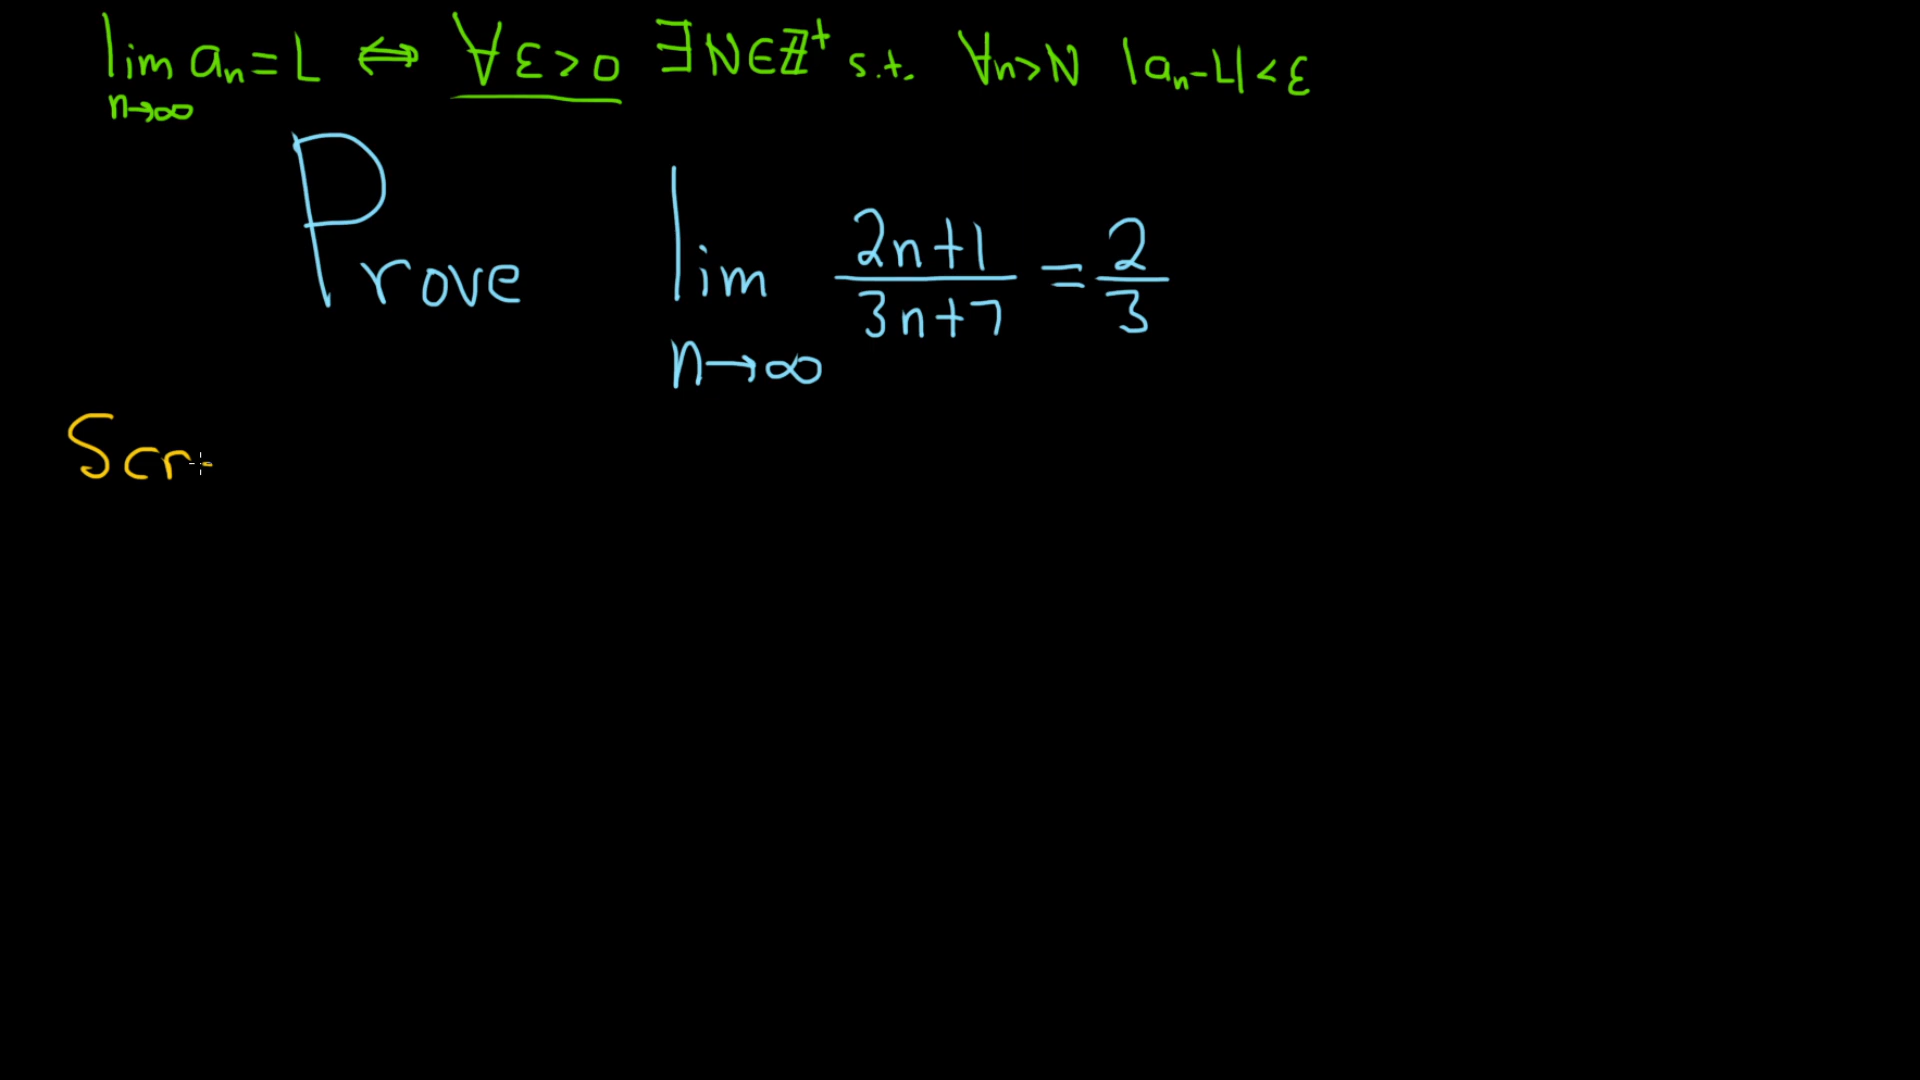 lim n→∞ aₙ = L ⇔ ∀ε>0 ∃N∈ℤ⁺ s.t. ∀n>N |aₙ-L|<ε
Prove lim n→∞ 2n+1/3n+7 = 2/3
Scr